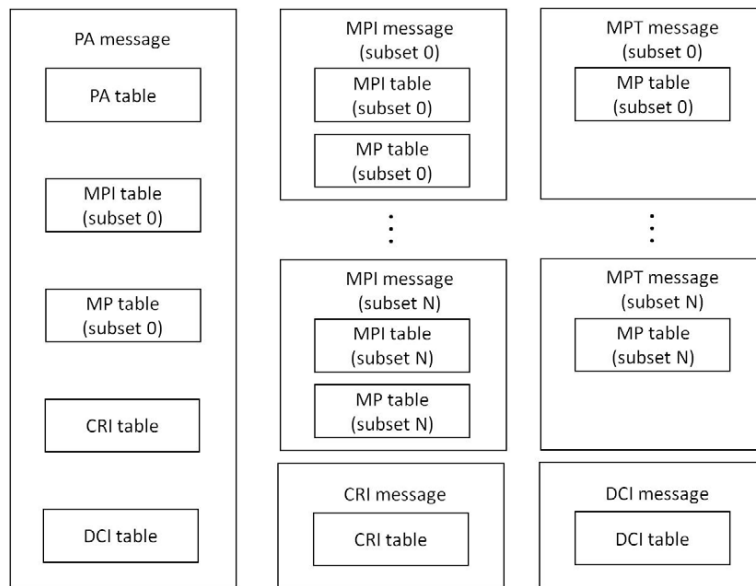 PA message
PA table
MPI table
(subset 0)
MP table
(subset 0)
CRI table
DCI table
MPI message
(subset 0)
MPI table
(subset 0)
MP table
(subset 0)
MPI message
(subset N)
MPI table
(subset N)
MP table
(subset N)
CRI message
CRI table
MPT message
(subset 0)
MP table
(subset 0)
MPT message
(subset N)
MP table
(subset N)
DCI message
DCI table